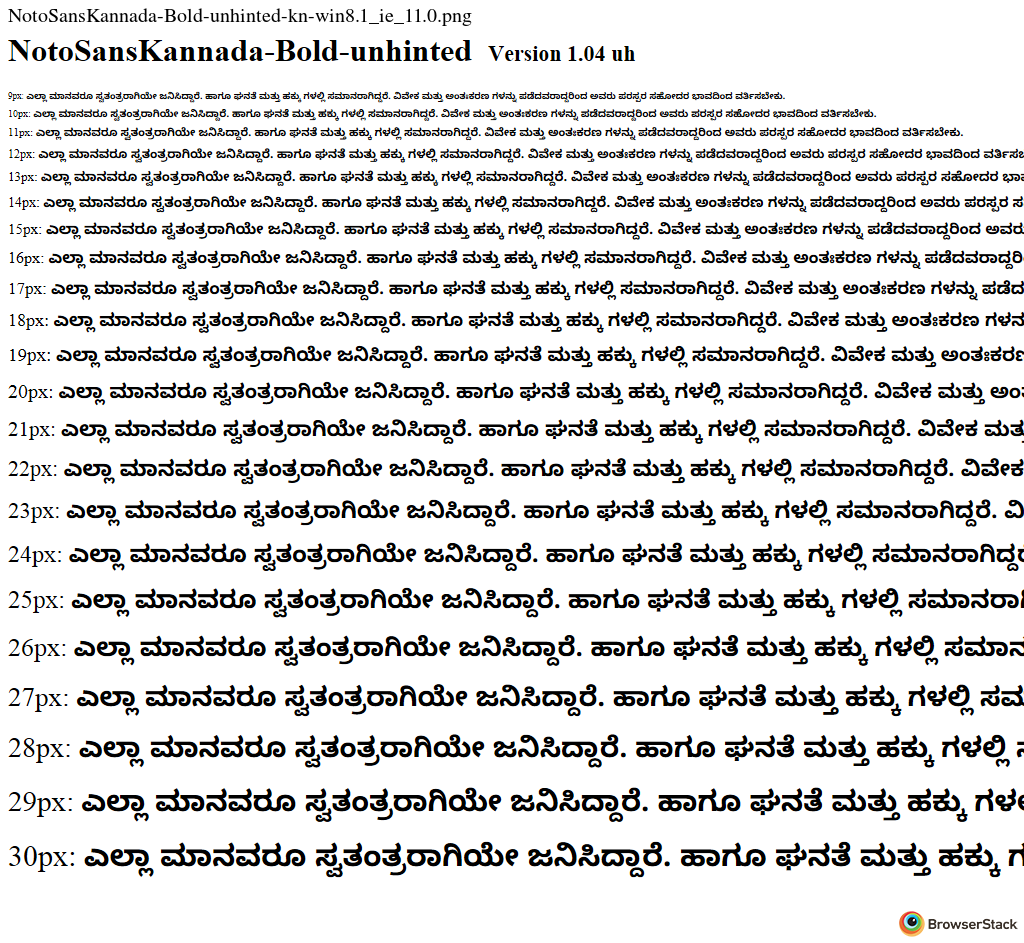 NotoSansKannada-Bold-unhinted-kn-win8.1_ie_11.0.png
NotoSansKannada-Bold-unhinted Version 1.04 uh
9px: ಎಲ್ಲಾ ಮಾನವರೂ ಸ್ವತಂತ್ರರಾಗಿಯೇ ಜನಿಸಿದ್ದಾರೆ. ಹಾಗೂ ಘನತೆ ಮತ್ತು ಹಕ್ಕು ಗಳಲ್ಲಿ ಸಮಾನರಾಗಿದ್ದರೆ. ವಿವೇಕ ಮತ್ತು ಅಂತಃಕರಣ ಗಳನ್ನು ಪಡೆದವರಾದ್ದರಿಂದ ಅವರು ಪರಸ್ಪರ ಸಹೋದರ ಭಾವದಿಂದ ವರ್ತಿಸಬೇಕು.
10px: ಎಲ್ಲಾ ಮಾನವರೂ ಸ್ವತಂತ್ರರಾಗಿಯೇ ಜನಿಸಿದ್ದಾರೆ. ಹಾಗೂ ಘನತೆ ಮತ್ತು ಹಕ್ಕು ಗಳಲ್ಲಿ ಸಮಾನರಾಗಿದ್ದರೆ. ವಿವೇಕ ಮತ್ತು ಅಂತಃಕರಣ ಗಳನ್ನು ಪಡೆದವರಾದ್ದರಿಂದ ಅವರು ಪರಸ್ಪರ ಸಹೋದರ ಭಾವದಿಂದ ವರ್ತಿಸಬೇಕು.
11px: ಎಲ್ಲಾ ಮಾನವರೂ ಸ್ವತಂತ್ರರಾಗಿಯೇ ಜನಿಸಿದ್ದಾರೆ. ಹಾಗೂ ಘನತೆ ಮತ್ತು ಹಕ್ಕು ಗಳಲ್ಲಿ ಸಮಾನರಾಗಿದ್ದರೆ. ವಿವೇಕ ಮತ್ತು ಅಂತಃಕರಣ ಗಳನ್ನು ಪಡೆದವರಾದ್ದರಿಂದ ಅವರು ಪರಸ್ಪರ ಸಹೋದರ ಭಾವದಿಂದ ವರ್ತಿಸಬೇಕು.
12px: ಎಲ್ಲಾ ಮಾನವರೂ ಸ್ವತಂತ್ರರಾಗಿಯೇ ಜನಿಸಿದ್ದಾರೆ. ಹಾಗೂ ಘನತೆ ಮತ್ತು ಹಕ್ಕು ಗಳಲ್ಲಿ ಸಮಾನರಾಗಿದ್ದರೆ. ವಿವೇಕ ಮತ್ತು ಅಂತಃಕರಣ ಗಳನ್ನು ಪಡೆದವರಾದ್ದರಿಂದ ಅವರು ಪರಸ್ಪರ ಸಹೋದರ ಭಾವದಿಂದ ವರ್ತಿಸ
13px: ಎಲ್ಲಾ ಮಾನವರೂ ಸ್ವತಂತ್ರರಾಗಿಯೇ ಜನಿಸಿದ್ದಾರೆ. ಹಾಗೂ ಘನತೆ ಮತ್ತು ಹಕ್ಕು ಗಳಲ್ಲಿ ಸಮಾನರಾಗಿದ್ದರೆ. ವಿವೇಕ ಮತ್ತು ಅಂತಃಕರಣ ಗಳನ್ನು ಪಡೆದವರಾದ್ದರಿಂದ ಅವರು ಪರಸ್ಪರ ಸಹೋದರ ಭಾವ
14px: ಎಲ್ಲಾ ಮಾನವರೂ ಸ್ವತಂತ್ರರಾಗಿಯೇ ಜನಿಸಿದ್ದಾರೆ. ಹಾಗೂ ಘನತೆ ಮತ್ತು ಹಕ್ಕು ಗಳಲ್ಲಿ ಸಮಾನರಾಗಿದ್ದರೆ. ವಿವೇಕ ಮತ್ತು ಅಂತಃಕರಣ ಗಳನ್ನು ಪಡೆದವರಾದ್ದರಿಂದ ಅವರು ಪರಸ್ಪರ ಸ
15px: ಎಲ್ಲಾ ಮಾನವರೂ ಸ್ವತಂತ್ರರಾಗಿಯೇ ಜನಿಸಿದ್ದಾರೆ. ಹಾಗೂ ಘನತೆ ಮತ್ತು ಹಕ್ಕು ಗಳಲ್ಲಿ ಸಮಾನರಾಗಿದ್ದರೆ. ವಿವೇಕ ಮತ್ತು ಅಂತಃಕರಣ ಗಳನ್ನು ಪಡೆದವರಾದ್ದರಿಂದ ಅವರು
16px: ಎಲ್ಲಾ ಮಾನವರೂ ಸ್ವತಂತ್ರರಾಗಿಯೇ ಜನಿಸಿದ್ದಾರೆ. ಹಾಗೂ ಘನತೆ ಮತ್ತು ಹಕ್ಕು ಗಳಲ್ಲಿ ಸಮಾನರಾಗಿದ್ದರೆ. ವಿವೇಕ ಮತ್ತು ಅಂತಃಕರಣ ಗಳನ್ನು ಪಡೆದವರಾದ್ದರಿ
17px: ಎಲ್ಲಾ ಮಾನವರೂ ಸ್ವತಂತ್ರರಾಗಿಯೇ ಜನಿಸಿದ್ದಾರೆ. ಹಾಗೂ ಘನತೆ ಮತ್ತು ಹಕ್ಕು ಗಳಲ್ಲಿ ಸಮಾನರಾಗಿದ್ದರೆ. ವಿವೇಕ ಮತ್ತು ಅಂತಃಕರಣ ಗಳನ್ನು ಪಡೆದ
18px: ಎಲ್ಲಾ ಮಾನವರೂ ಸ್ವತಂತ್ರರಾಗಿಯೇ ಜನಿಸಿದ್ದಾರೆ. ಹಾಗೂ ಘನತೆ ಮತ್ತು ಹಕ್ಕು ಗಳಲ್ಲಿ ಸಮಾನರಾಗಿದ್ದರೆ. ವಿವೇಕ ಮತ್ತು ಅಂತಃಕರಣ ಗಳನ
19px: ಎಲ್ಲಾ ಮಾನವರೂ ಸ್ವತಂತ್ರರಾಗಿಯೇ ಜನಿಸಿದ್ದಾರೆ. ಹಾಗೂ ಘನತೆ ಮತ್ತು ಹಕ್ಕು ಗಳಲ್ಲಿ ಸಮಾನರಾಗಿದ್ದರೆ. ವಿವೇಕ ಮತ್ತು ಅಂತಃಕರಣ
20px: ಎಲ್ಲಾ ಮಾನವರೂ ಸ್ವತಂತ್ರರಾಗಿಯೇ ಜನಿಸಿದ್ದಾರೆ. ಹಾಗೂ ಘನತೆ ಮತ್ತು ಹಕ್ಕು ಗಳಲ್ಲಿ ಸಮಾನರಾಗಿದ್ದರೆ. ವಿವೇಕ ಮತ್ತು ಅಂತಃ
21px: ಎಲ್ಲಾ ಮಾನವರೂ ಸ್ವತಂತ್ರರಾಗಿಯೇ ಜನಿಸಿದ್ದಾರೆ. ಹಾಗೂ ಘನತೆ ಮತ್ತು ಹಕ್ಕು ಗಳಲ್ಲಿ ಸಮಾನರಾಗಿದ್ದರೆ. ವಿವೇಕ ಮತ್ತು
22px: ಎಲ್ಲಾ ಮಾನವರೂ ಸ್ವತಂತ್ರರಾಗಿಯೇ ಜನಿಸಿದ್ದಾರೆ. ಹಾಗೂ ಘನತೆ ಮತ್ತು ಹಕ್ಕು ಗಳಲ್ಲಿ ಸಮಾನರಾಗಿದ್ದರೆ. ವಿವೇಕ
23px: ಎಲ್ಲಾ ಮಾನವರೂ ಸ್ವತಂತ್ರರಾಗಿಯೇ ಜನಿಸಿದ್ದಾರೆ. ಹಾಗೂ ಘನತೆ ಮತ್ತು ಹಕ್ಕು ಗಳಲ್ಲಿ ಸಮಾನರಾಗಿದ್ದರೆ. ವಿ
24px: ಎಲ್ಲಾ ಮಾನವರೂ ಸ್ವತಂತ್ರರಾಗಿಯೇ ಜನಿಸಿದ್ದಾರೆ. ಹಾಗೂ ಘನತೆ ಮತ್ತು ಹಕ್ಕು ಗಳಲ್ಲಿ ಸಮಾನರಾಗಿದ್ದರೆ
25px: ಎಲ್ಲಾ ಮಾನವರೂ ಸ್ವತಂತ್ರರಾಗಿಯೇ ಜನಿಸಿದ್ದಾರೆ. ಹಾಗೂ ಘನತೆ ಮತ್ತು ಹಕ್ಕು ಗಳಲ್ಲಿ ಸಮಾನರಾಗಿ
26px: ಎಲ್ಲಾ ಮಾನವರೂ ಸ್ವತಂತ್ರರಾಗಿಯೇ ಜನಿಸಿದ್ದಾರೆ. ಹಾಗೂ ಘನತೆ ಮತ್ತು ಹಕ್ಕು ಗಳಲ್ಲಿ ಸಮಾನ
27px: ಎಲ್ಲಾ ಮಾನವರೂ ಸ್ವತಂತ್ರರಾಗಿಯೇ ಜನಿಸಿದ್ದಾರೆ. ಹಾಗೂ ಘನತೆ ಮತ್ತು ಹಕ್ಕು ಗಳಲ್ಲಿ ಸಮ
28px: ಎಲ್ಲಾ ಮಾನವರೂ ಸ್ವತಂತ್ರರಾಗಿಯೇ ಜನಿಸಿದ್ದಾರೆ. ಹಾಗೂ ಘನತೆ ಮತ್ತು ಹಕ್ಕು ಗಳಲ್ಲಿ ಸ
29px: ಎಲ್ಲಾ ಮಾನವರೂ ಸ್ವತಂತ್ರರಾಗಿಯೇ ಜನಿಸಿದ್ದಾರೆ. ಹಾಗೂ ಘನತೆ ಮತ್ತು ಹಕ್ಕು ಗಳ
30px: ಎಲ್ಲಾ ಮಾನವರೂ ಸ್ವತಂತ್ರರಾಗಿಯೇ ಜನಿಸಿದ್ದಾರೆ. ಹಾಗೂ ಘನತೆ ಮತ್ತು ಹಕ್ಕು ಗ
BrowserStack